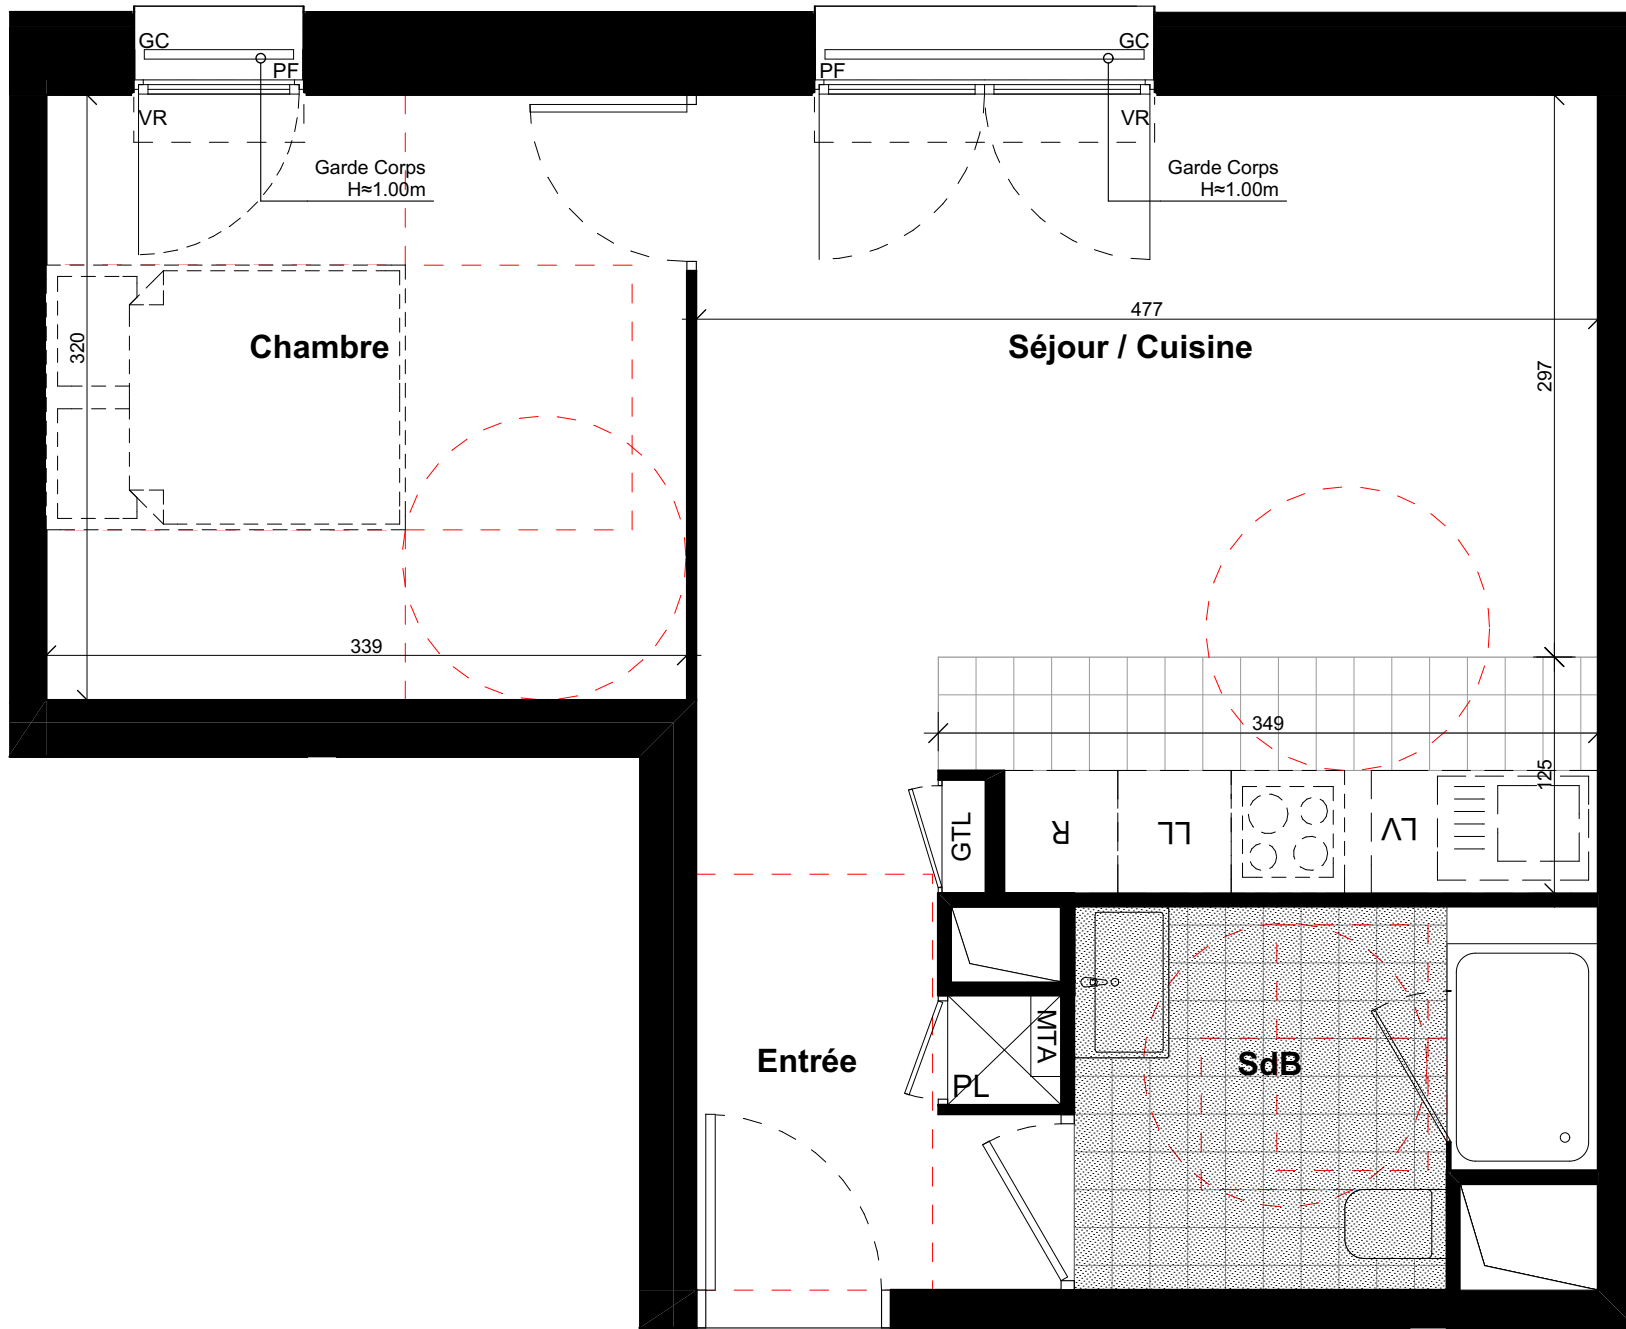 GC
PF
VR
Garde Corps
H≈1.00m
GC
PF
VR
Garde Corps
H≈1.00m
477
Chambre
Séjour / Cuisine
320
297
339
349
125
GTL
R
LL
LV
MTA
PL
Entrée
SdB